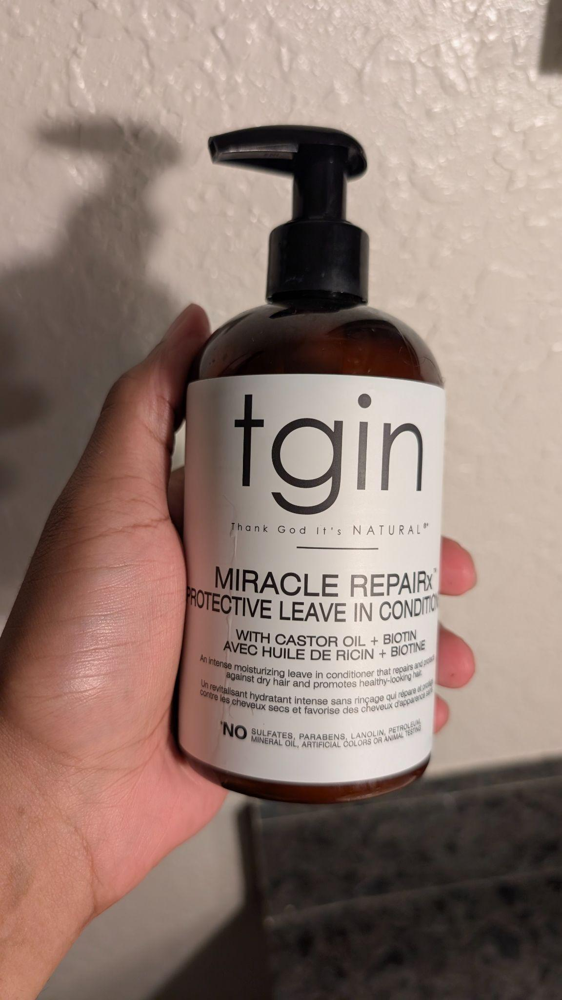 tgin
Thank God It's NATURAL®*
MIRACLE REPAIRx™
PROTECTIVE LEAVE IN CONDITION
WITH CASTOR OIL + BIOTIN
AVEC HUILE DE RICIN + BIOTINE
An intense moisturizing leave in conditioner that repairs and protects
against dry hair and promotes healthy-looking hair.
Un revitalisant hydratant intense sans rinçage qui répare et protège
contre les cheveux secs et favorise des cheveux d'apparence
*NO SULFATES, PARABENS, LANOLIN, PETROLEUM,
MINERAL OIL, ARTIFICIAL COLORS OR ANIMAL TESTING